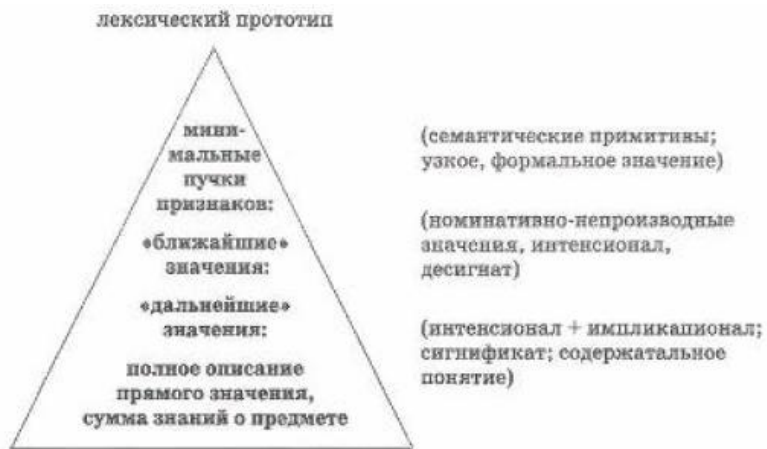 лексический прототип
мини-
мальные
пучки
признаков:
«ближайшие»
значения:
«дальнейшие»
значения:
полное описание
прямого значения,
сумма знаний о предмете
(семантические примитивы;
узкое, формальное значение)
(номинативно-непроизводные
значения, интенсионал,
десигнат)
(интенсионал + импликационал;
сигнификат; содержатальное
понятие)